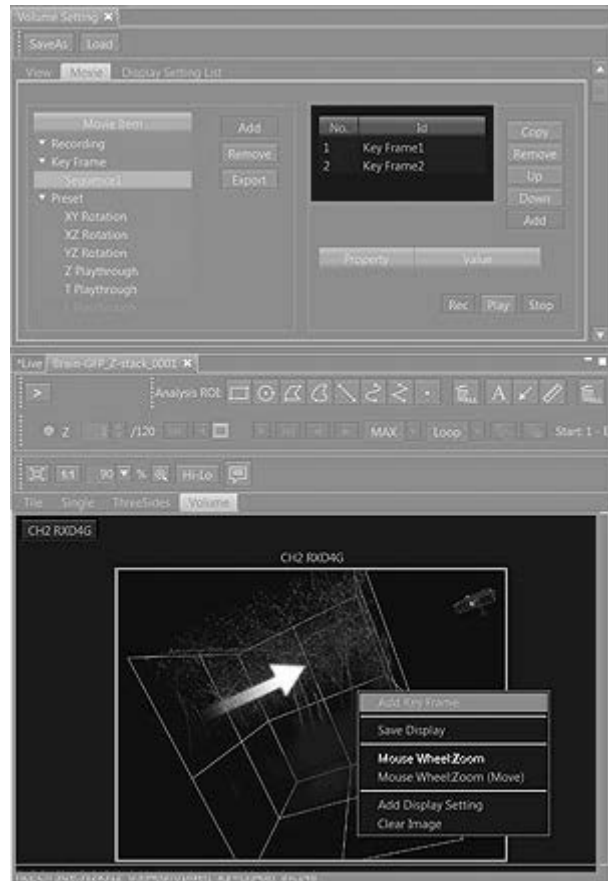 Volume Setting
SaveAs Load
View Movie Display Setting List
Movie Item
Recording
Key Frame
Sequence1
Preset
XY Rotation
XZ Rotation
YZ Rotation
Z Playthrough
T Playthrough
Add
Remove
Export
No. Id
1 Key Frame1
2 Key Frame2
Copy
Remove
Up
Down
Add
Property Value
Rec Play Stop
*Live Brain-GFP_Z-stack_0001
> Analysis ROI: A
Z /120 MAX Loop Start: 1 -
1:1 90 % Hi-Lo
Tile Single ThreeSides Volume
CH2 RXD4G
CH2 RXD4G
Add Key Frame
Save Display
Mouse Wheel:Zoom
Mouse Wheel:Zoom (Move)
Add Display Setting
Clear Image